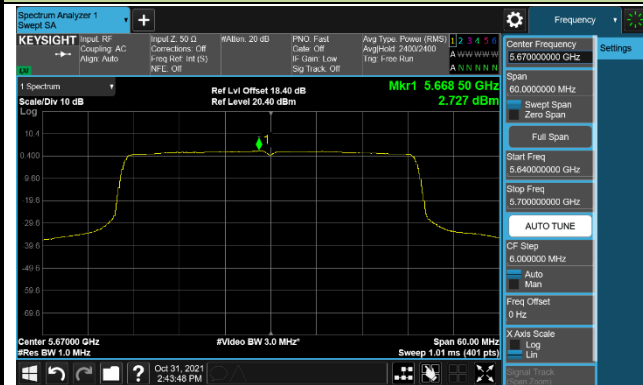 Spectrum Analyzer 1
Swept SA
+
Frequency
KEYSIGHT
Input: RF
Coupling: AC
Align: Auto
Input Z: 50 Ω
Corrections: Off
Freq Ref: Int (S)
NFE: Off
#Atten: 20 dB
PNO: Fast
Gate: Off
IF Gain: Low
Sig Track: Off
Avg Type: Power (RMS)
Avg|Hold: 2400/2400
Trig: Free Run
1 2 3 4 5 6
A W W W W W
A N N N N N
LXI
1 Spectrum
Scale/Div 10 dB
Log
Ref Lvl Offset 18.40 dB
Ref Level 20.40 dBm
Mkr1 5.668 50 GHz
2.727 dBm
10.4
0.400
-9.60
-19.6
-29.6
-39.6
-49.6
-59.6
-69.6
1
Center 5.67000 GHz
#Res BW 1.0 MHz
#Video BW 3.0 MHz*
Span 60.00 MHz
Sweep 1.01 ms (401 pts)
Center Frequency
5.670000000 GHz
Settings
Span
60.0000000 MHz
Swept Span
Zero Span
Full Span
Start Freq
5.640000000 GHz
Stop Freq
5.700000000 GHz
AUTO TUNE
CF Step
6.000000 MHz
Auto
Man
Freq Offset
0 Hz
X Axis Scale
Log
Lin
Signal Track
(Span Zoom)
?
Oct 31, 2021
2:43:48 PM